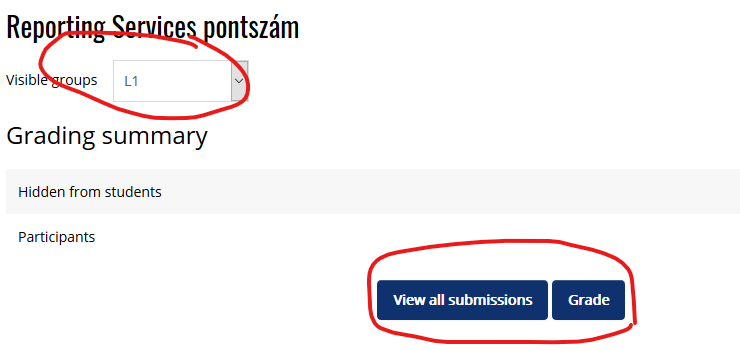 Reporting Services pontszám
Visible groups L1
Grading summary
Hidden from students
Participants
View all submissions Grade